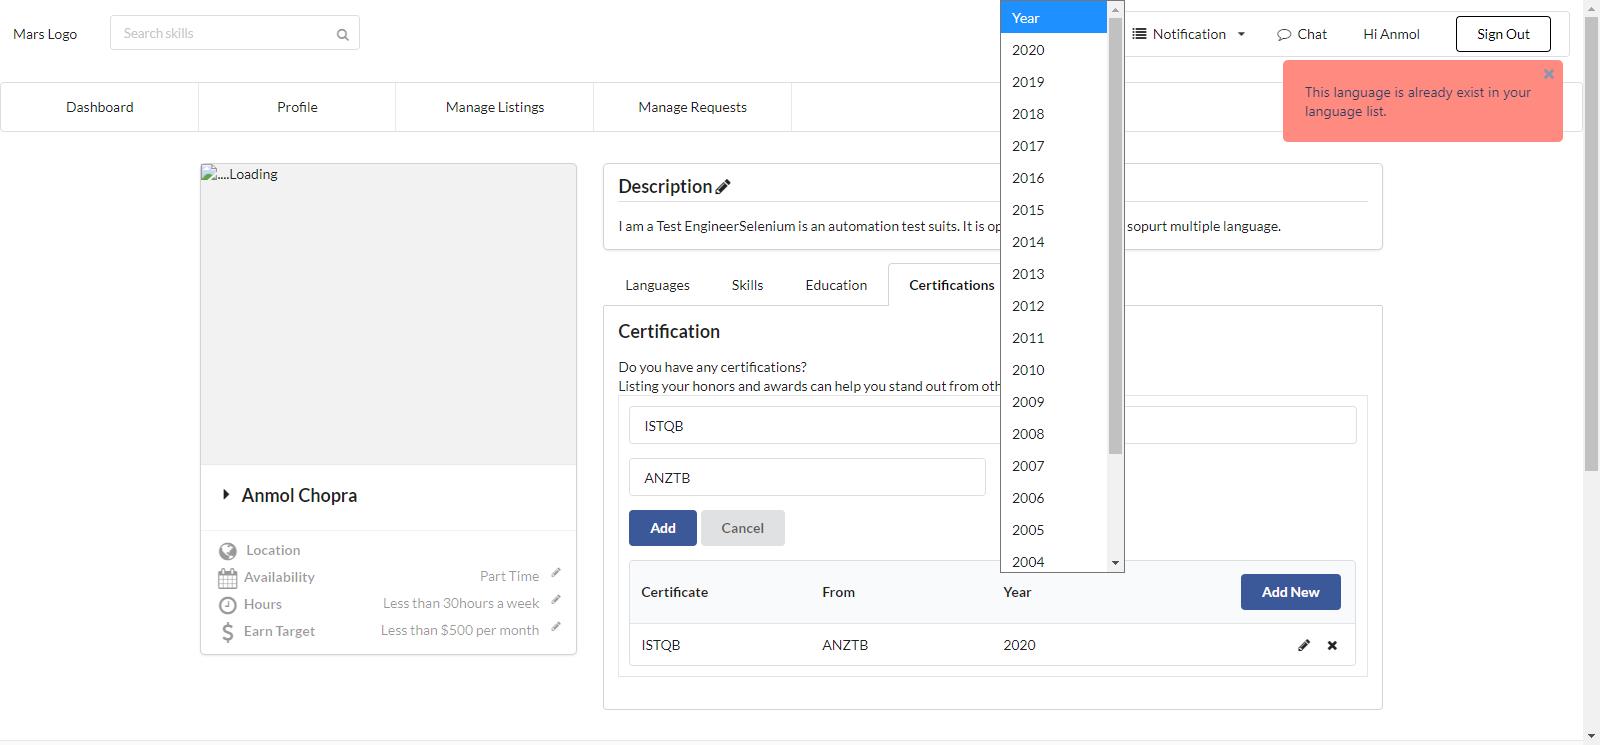 Mars Logo
Search skills
Notification
Chat
Hi Anmol
Sign Out
This language is already exist in your
language list.
Dashboard
Profile
Manage Listings
Manage Requests
....Loading
Anmol Chopra
Location
Availability
Part Time
Hours
Less than 30hours a week
Earn Target
Less than $500 per month
Description
I am a Test EngineerSelenium is an automation test suits. It is op
sopurt multiple language.
Languages
Skills
Education
Certifications
Certification
Do you have any certifications?
Listing your honors and awards can help you stand out from oth
ISTQB
ANZTB
Add
Cancel
Year
2020
2019
2018
2017
2016
2015
2014
2013
2012
2011
2010
2009
2008
2007
2006
2005
2004
Certificate
From
Year
Add New
ISTQB
ANZTB
2020